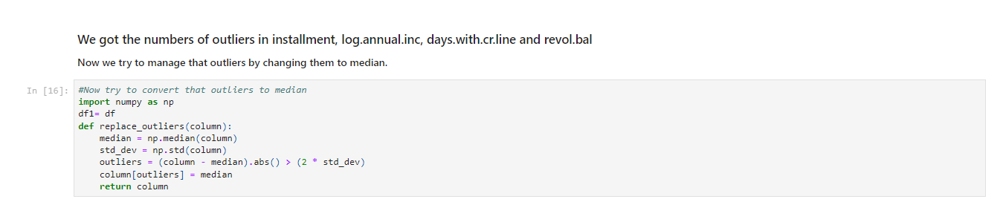 We got the numbers of outliers in installment, log.annual.inc, days.with.cr.line and revol.bal
Now we try to manage that outliers by changing them to median.
In [16]:
#Now try to convert that outliers to median
import numpy as np
df1= df
def replace_outliers(column):
    median = np.median(column)
    std_dev = np.std(column)
    outliers = (column - median).abs() > (2 * std_dev)
    column[outliers] = median
    return column